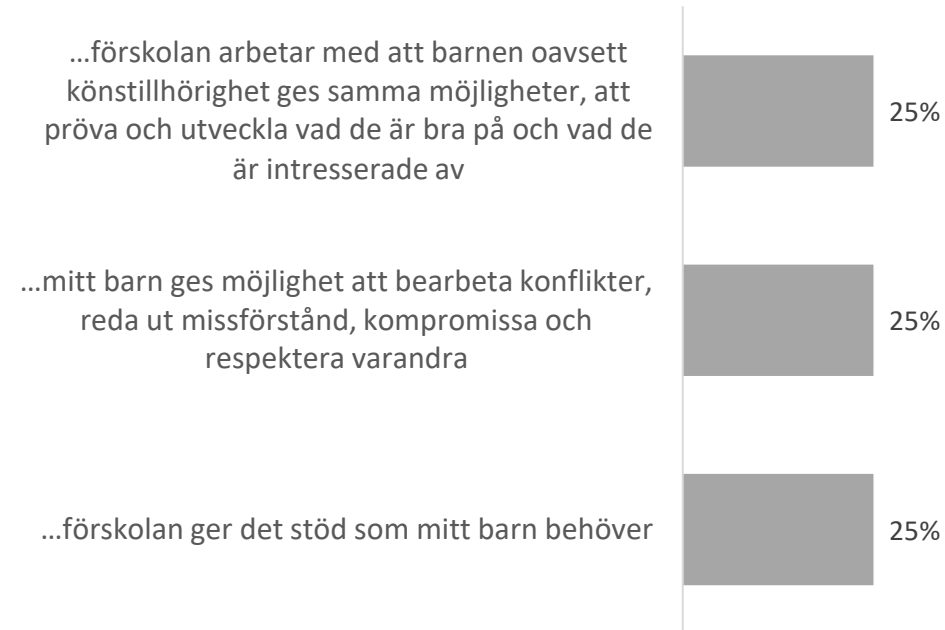 …förskolan arbetar med att barnen oavsett
könstillhörighet ges samma möjligheter, att
pröva och utveckla vad de är bra på och vad de
är intresserade av
25%
…mitt barn ges möjlighet att bearbeta konflikter,
reda ut missförstånd, kompromissa och
respektera varandra
25%
…förskolan ger det stöd som mitt barn behöver
25%